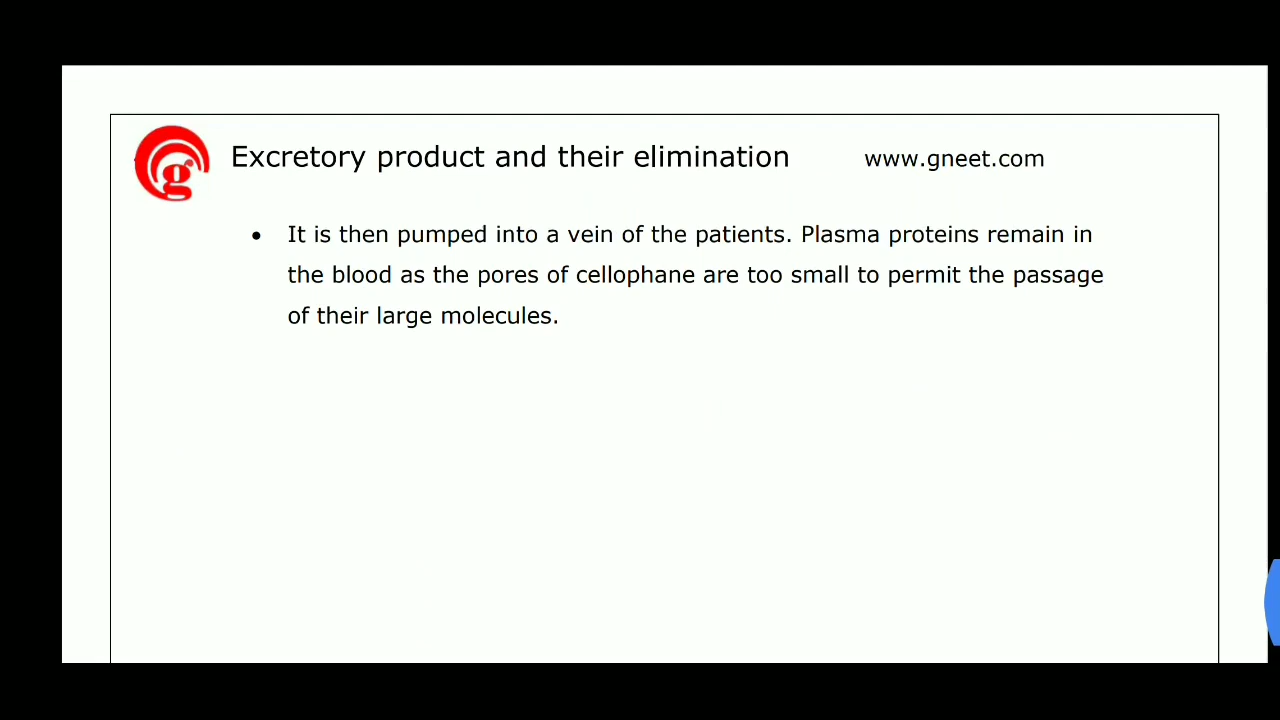 g
Excretory product and their elimination www.gneet.com
• It is then pumped into a vein of the patients. Plasma proteins remain in
the blood as the pores of cellophane are too small to permit the passage
of their large molecules.